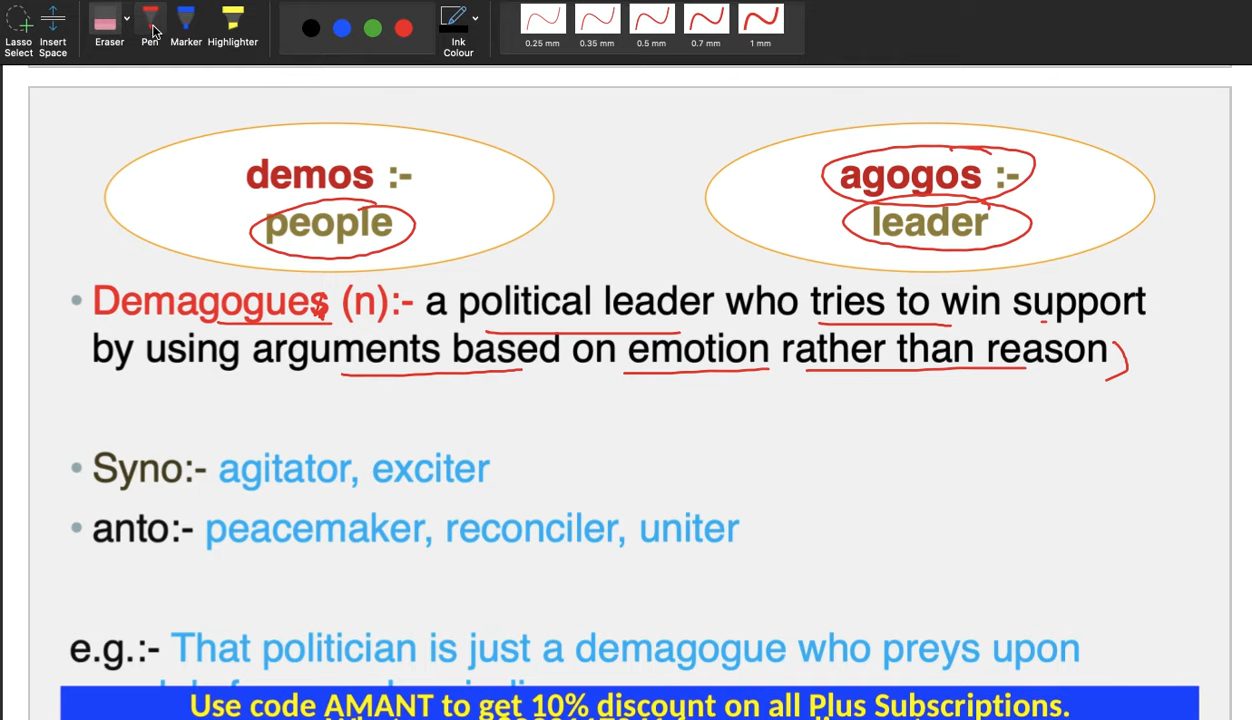 Lasso Select
Insert Space
Eraser
Pen
Marker
Highlighter
Ink Colour
0.25 mm
0.35 mm
0.5 mm
0.7 mm
1 mm
demos :-
people
agogos :-
leader
• Demagogues (n):- a political leader who tries to win support
by using arguments based on emotion rather than reason
• Syno:- agitator, exciter
• anto:- peacemaker, reconciler, uniter
e.g.:- That politician is just a demagogue who preys upon
Use code AMANT to get 10% discount on all Plus Subscriptions.